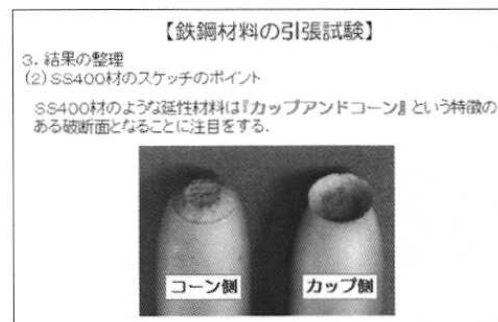 【鉄鋼材料の引張試験】
3. 結果の整理
(2) SS400材のスケッチのポイント
SS400材のような延性材料は『カップアンドコーン』という特徴の
ある破断面となることに注目をする.
コーン側
カップ側